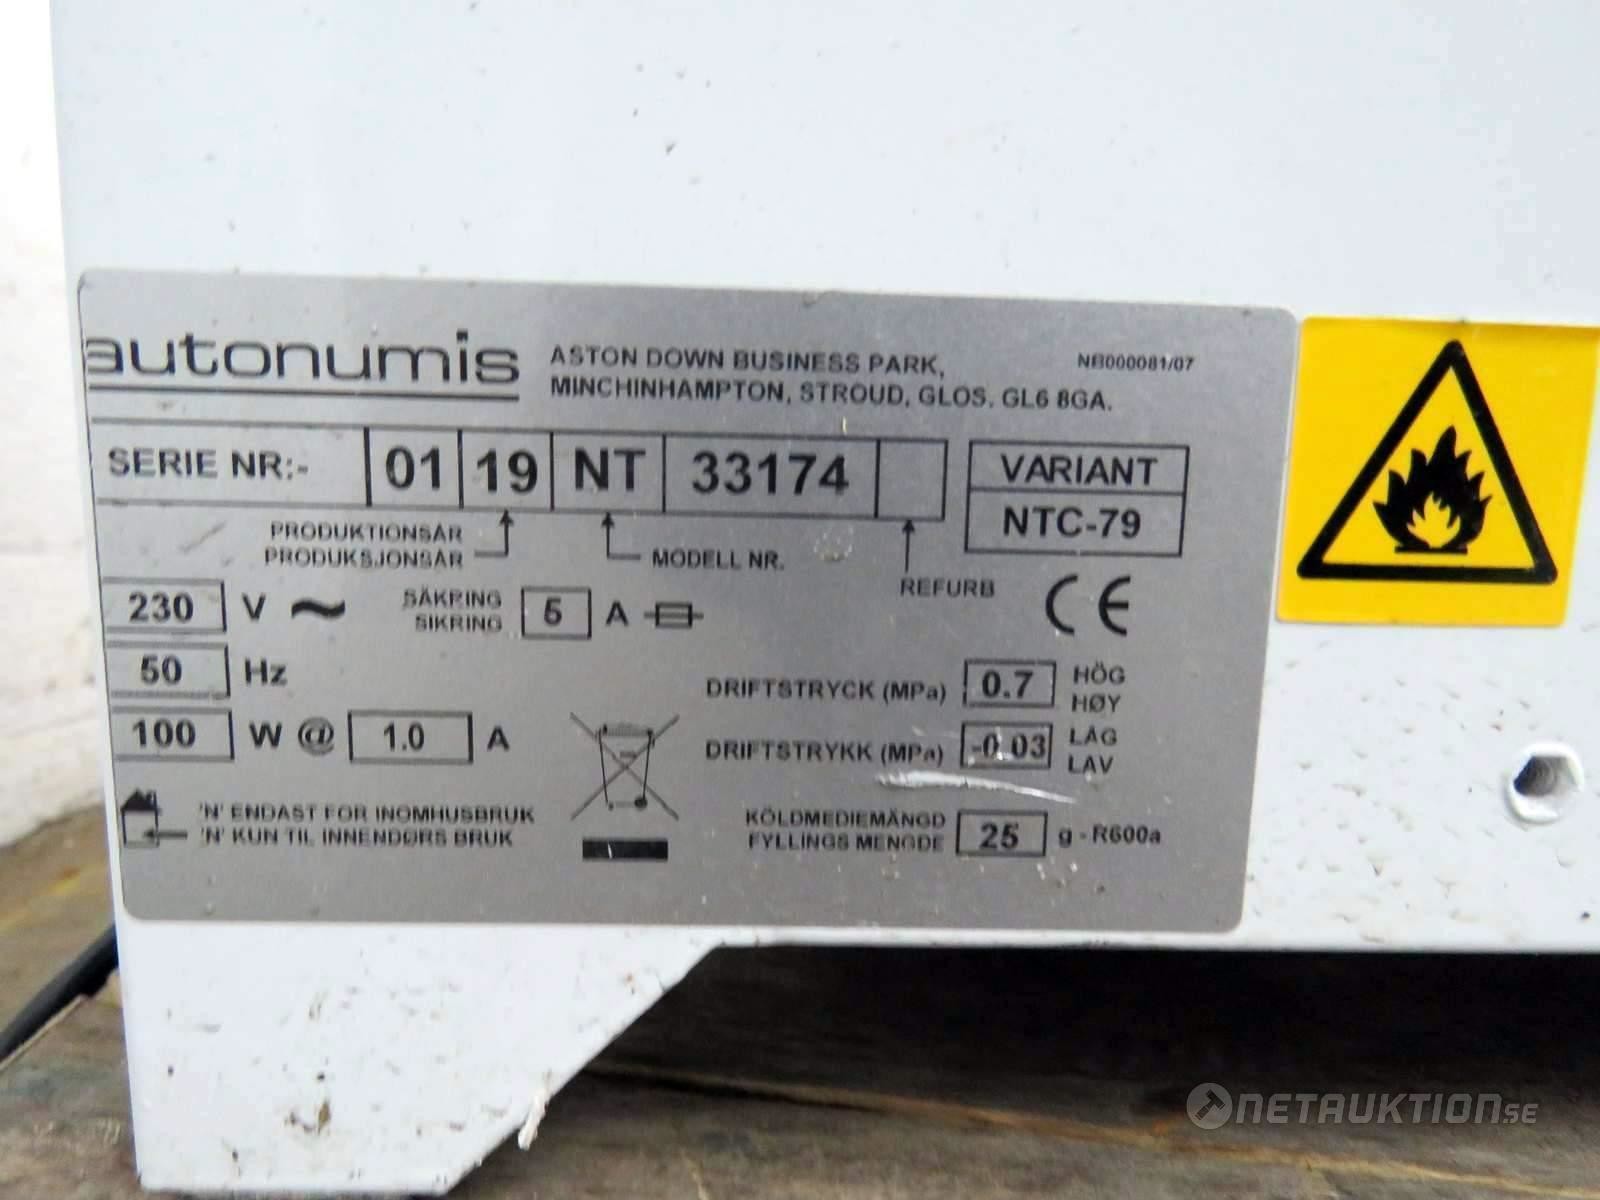 autonumis
ASTON DOWN BUSINESS PARK,
MINCHINHAMPTON, STROUD, GLOS. GL6 8GA.
NB000081/07
SERIE NR:- 01 19 NT 33174
VARIANT
NTC-79
PRODUKTIONSÅR
PRODUKSJONSÅR
MODELL NR.
REFURB
CE
230 V ~
SÄKRING
SIKRING
5 A
50 Hz
100 W @ 1.0 A
DRIFTSTRYCK (MPa) 0.7 HÖG
HØY
DRIFTSTRYKK (MPa) -0.03 LÅG
LAV
'N' ENDAST FOR INOMHUSBRUK
'N' KUN TIL INNENDØRS BRUK
KÖLDMEDIEMÄNGD
FYLLINGS MENGDE
25 g - R600a
NETAUKTION.SE